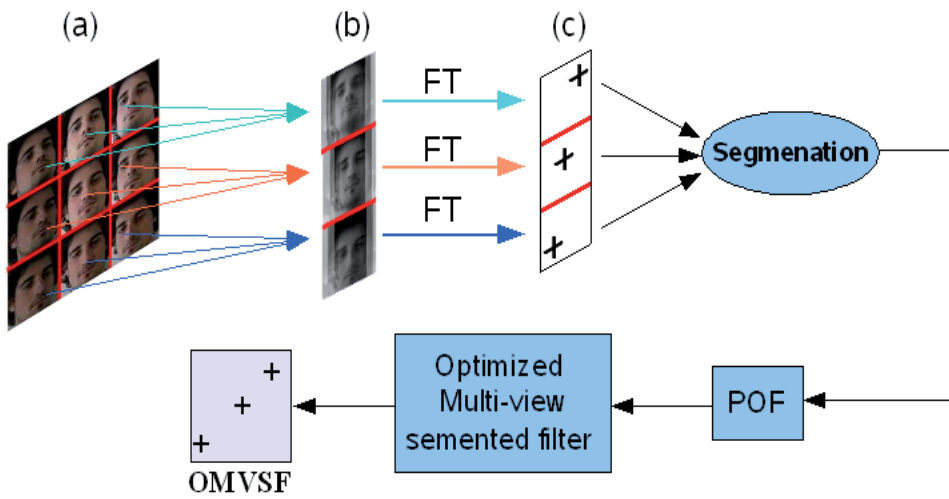 (a)
(b)
(c)
FT
FT
FT
Segmenation
Optimized
Multi-view
semented filter
POF
OMVSF